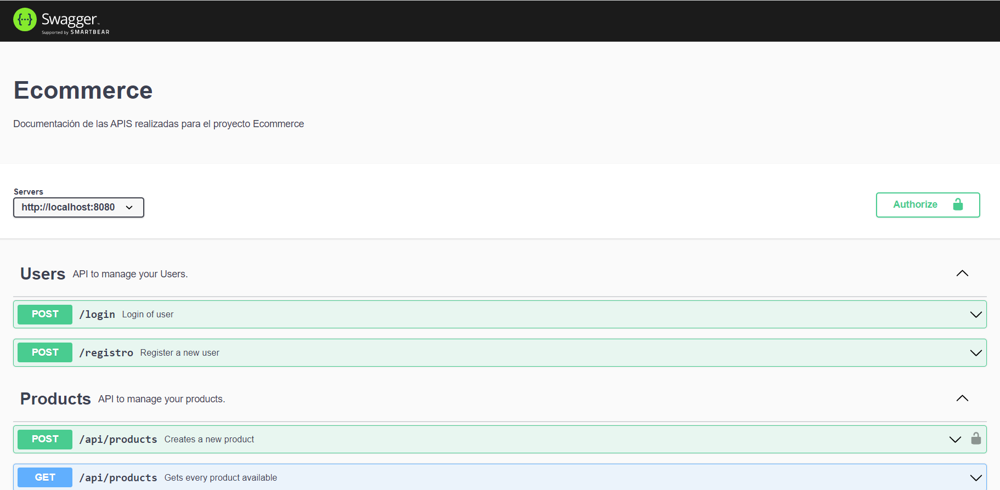 Swagger
Supported by SMARTBEAR
Ecommerce
Documentación de las APIS realizadas para el proyecto Ecommerce
Servers
http://localhost:8080
Authorize
Users API to manage your Users.
POST /login Login of user
POST /registro Register a new user
Products API to manage your products.
POST /api/products Creates a new product
GET /api/products Gets every product available